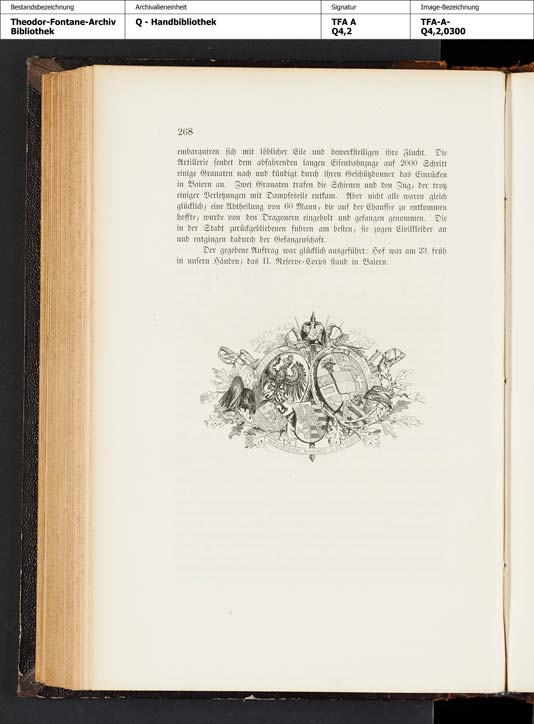 Bestandsbezeichnung Archivalieneinheit Signatur Image-Bezeichnung
Theodor-Fontane-Archiv Q - Handbibliothek TFA A TFA-A-
Bibliothek Q4,2 Q4,2,0300
268
embarquiren sich mit löblicher Eile und bewerkstelligen ihre Flucht. Die
Artillerie sendet dem abfahrenden langen Eisenbahnzuge auf 2000 Schritt
einige Granaten nach und kündigt durch ihren Geschützdonner das Einrücken
in Baiern an. Zwei Granaten trafen die Schienen und den Zug, der trotz
einiger Verletzungen mit Dampfeseile entkam. Aber nicht alle waren gleich
glücklich; eine Abtheilung von 60 Mann, die auf der Chaussee zu entkommen
hoffte, wurde von den Dragonern eingeholt und gefangen genommen. Die
in der Stadt zurückgebliebenen fuhren am besten, sie zogen Civilkleider an
und entgingen dadurch der Gefangenschaft.
Der gegebene Auftrag war glücklich ausgeführt: Hof war am 23. früh
in unsern Händen; das II. Reserve-Corps stand in Baiern.